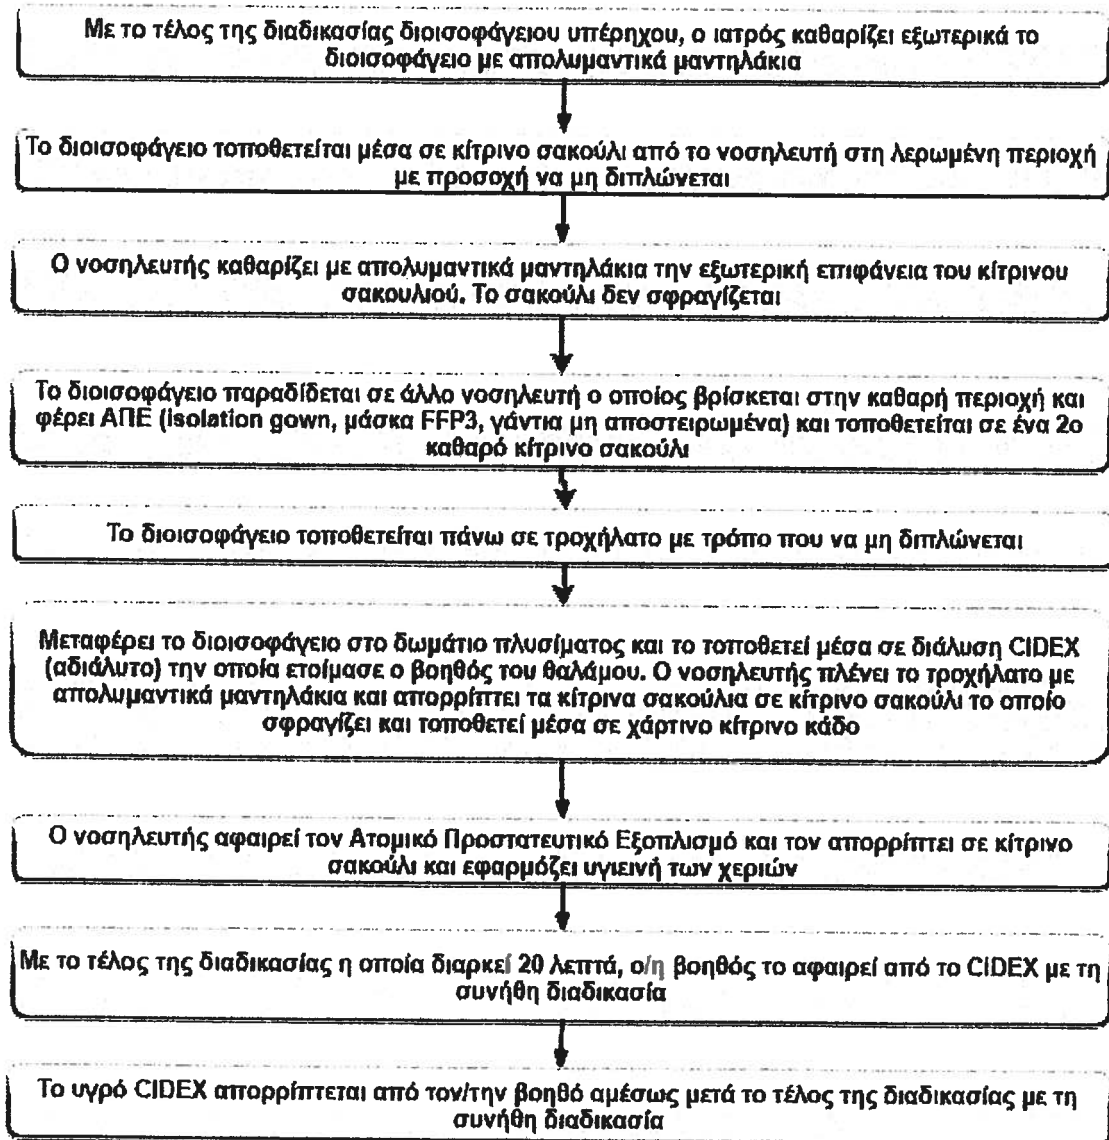 Με το τέλος της διαδικασίας διοισοφάγειου υπέρηχου, ο ιατρός καθαρίζει εξωτερικά το
διοισοφάγειο με απολυμαντικά μαντηλάκια
Το διοισοφάγειο τοποθετείται μέσα σε κίτρινο σακούλι από το νοσηλευτή στη λερωμένη περιοχή
με προσοχή να μη διπλώνεται
Ο νοσηλευτής καθαρίζει με απολυμαντικά μαντηλάκια την εξωτερική επιφάνεια του κίτρινου
σακουλιού. Το σακούλι δεν σφραγίζεται
Το διοισοφάγειο παραδίδεται σε άλλο νοσηλευτή ο οποίος βρίσκεται στην καθαρή περιοχή και
φέρει ΑΠΕ (isolation gown, μάσκα FFP3, γάντια μη αποστειρωμένα) και τοποθετείται σε ένα 2ο
καθαρό κίτρινο σακούλι
Το διοισοφάγειο τοποθετείται πάνω σε τροχήλατο με τρόπο που να μη διπλώνεται
Μεταφέρει το διοισοφάγειο στο δωμάτιο πλυσίματος και το τοποθετεί μέσα σε διάλυση CIDEX
(αδιάλυτο) την οποία ετοίμασε ο βοηθός του θαλάμου. Ο νοσηλευτής πλένει το τροχήλατο με
απολυμαντικά μαντηλάκια και απορρίπτει τα κίτρινα σακούλια σε κίτρινο σακούλι το οποίο
σφραγίζει και τοποθετεί μέσα σε χάρτινο κίτρινο κάδο
Ο νοσηλευτής αφαιρεί τον Ατομικό Προστατευτικό Εξοπλισμό και τον απορρίπτει σε κίτρινο
σακούλι και εφαρμόζει υγιεινή των χεριών
Με το τέλος της διαδικασίας η οποία διαρκεί 20 λεπτά, ο/η βοηθός το αφαιρεί από το CIDEX με τη
συνήθη διαδικασία
Το υγρό CIDEX απορρίπτεται από τον/την βοηθό αμέσως μετά το τέλος της διαδικασίας με τη
συνήθη διαδικασία